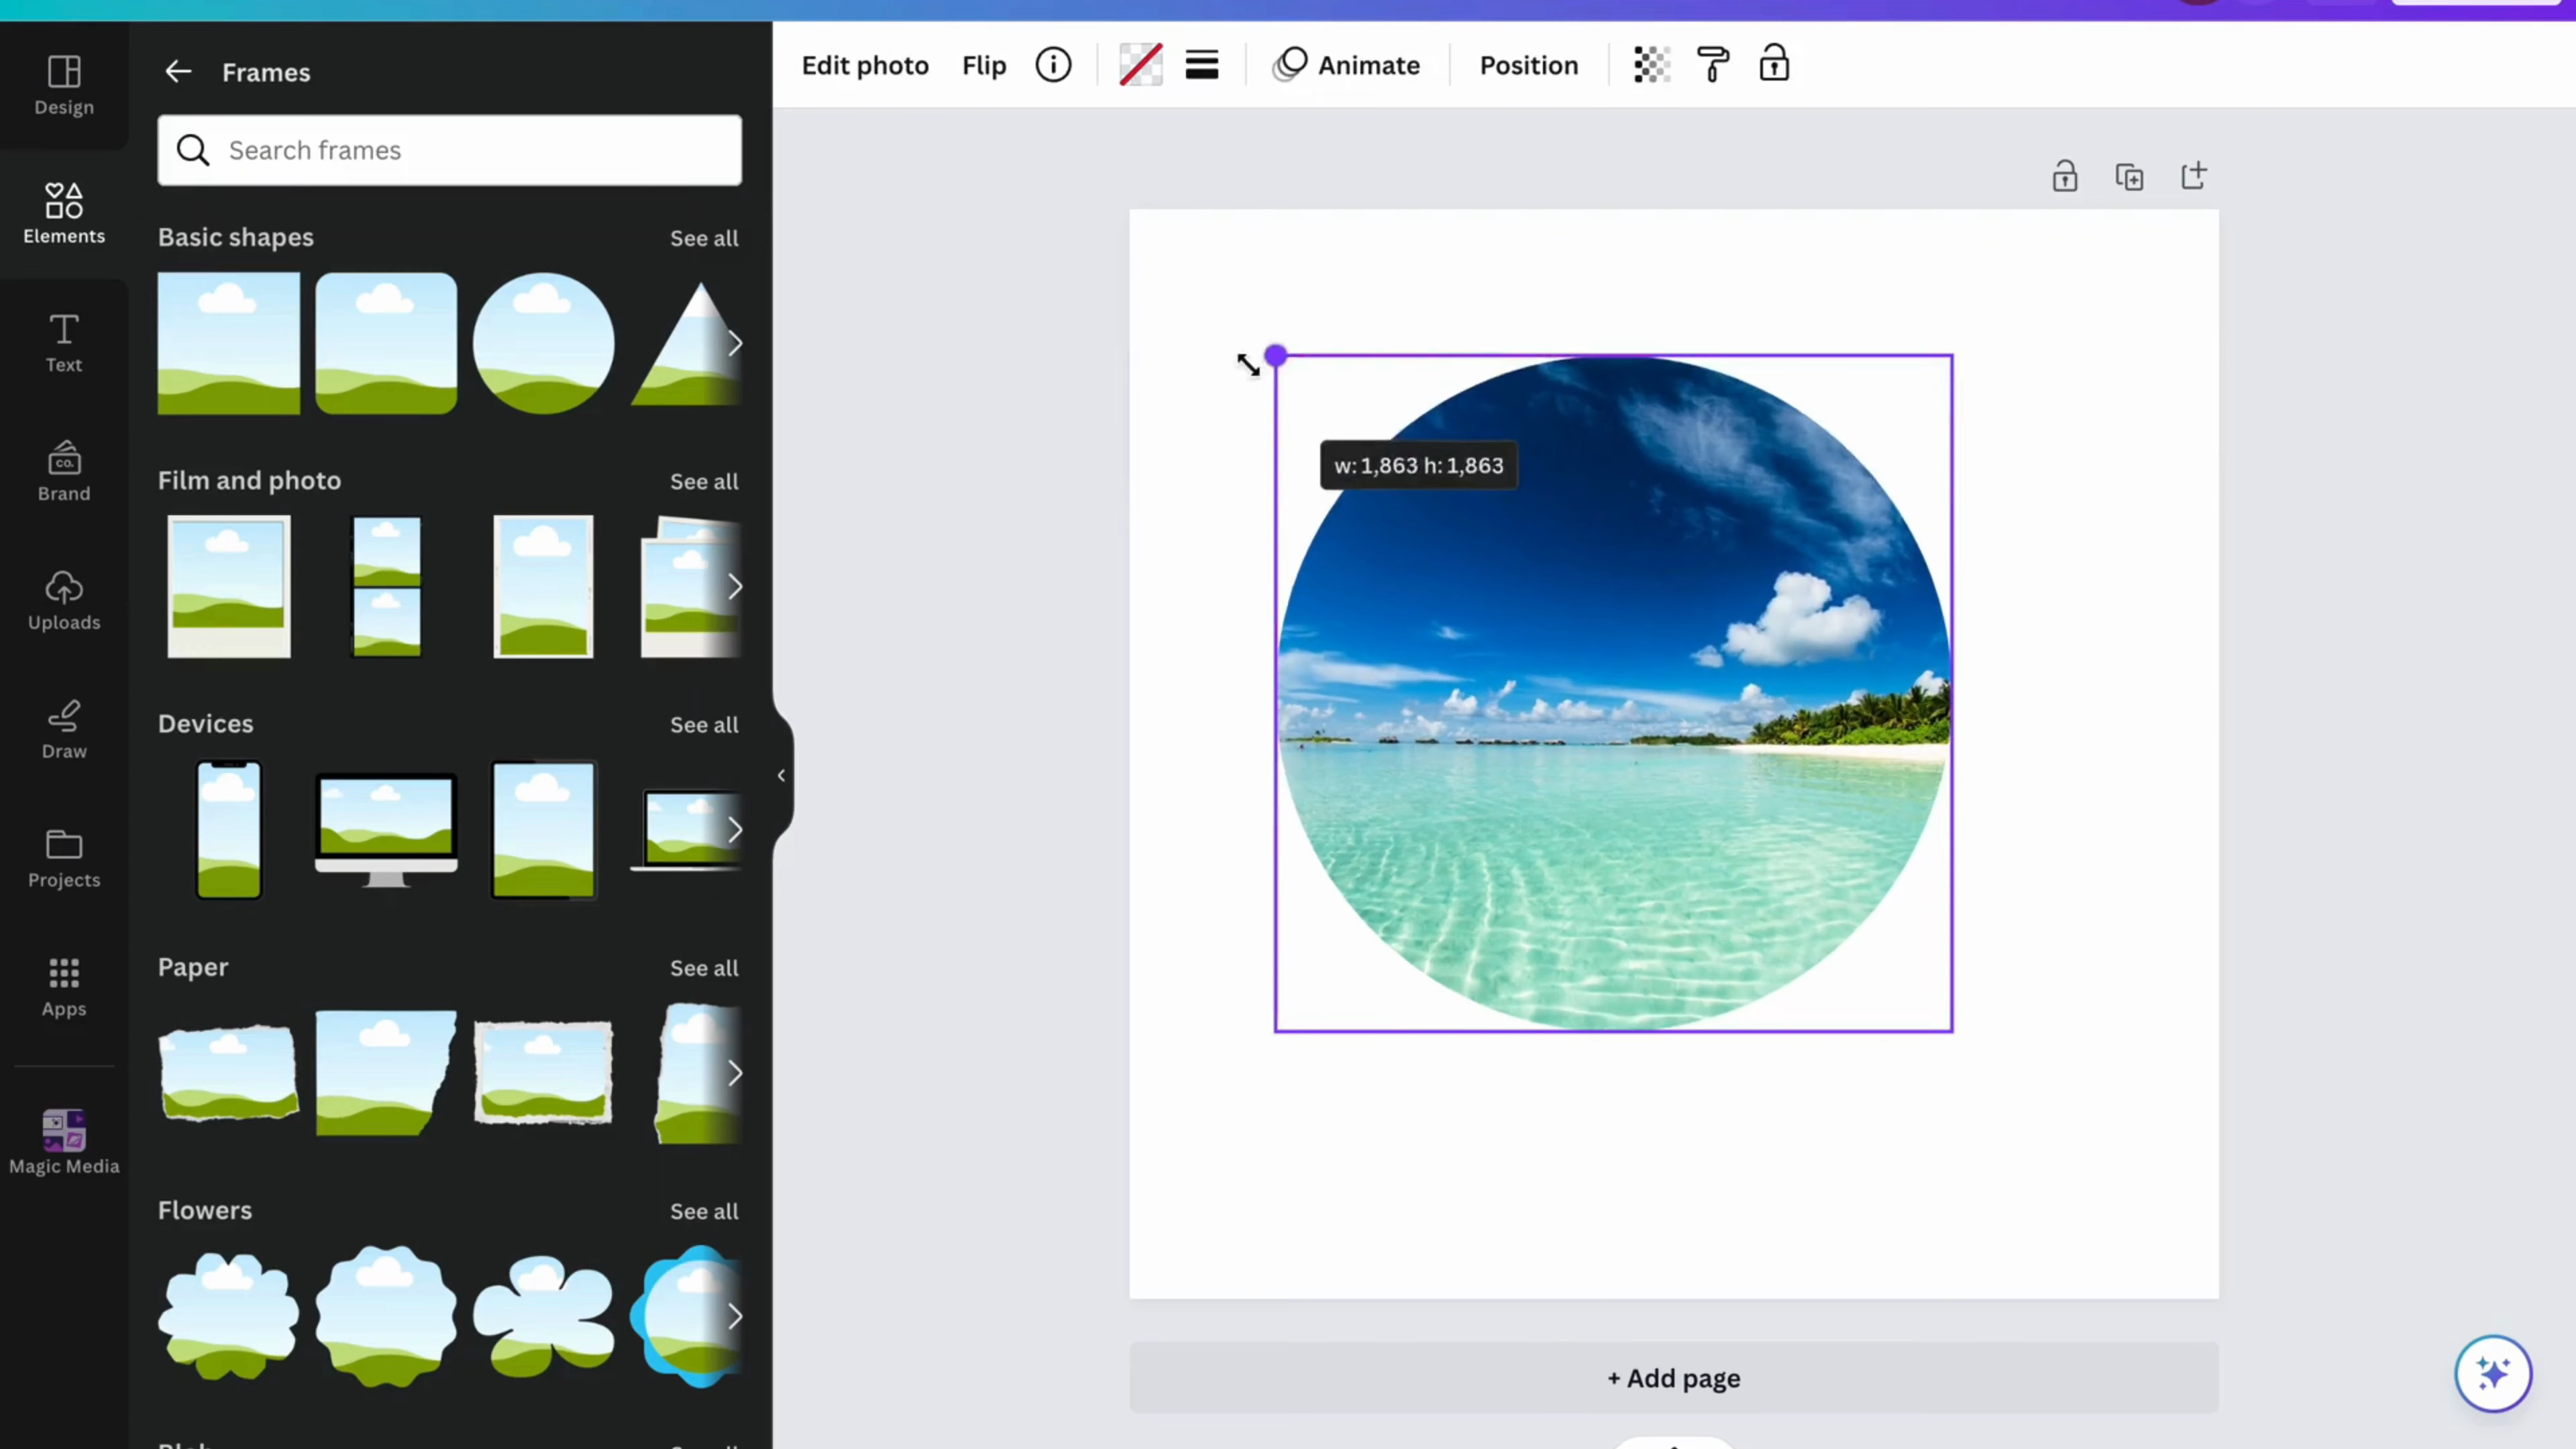 Edit photo Flip Animate Position
Design
Elements
Text
Brand
CO.
Uploads
Draw
Projects
Apps
Magic Media
Frames
Search frames
Basic shapes See all
Film and photo See all
Devices See all
Paper See all
Flowers See all
w: 1,863 h: 1,863
+ Add page